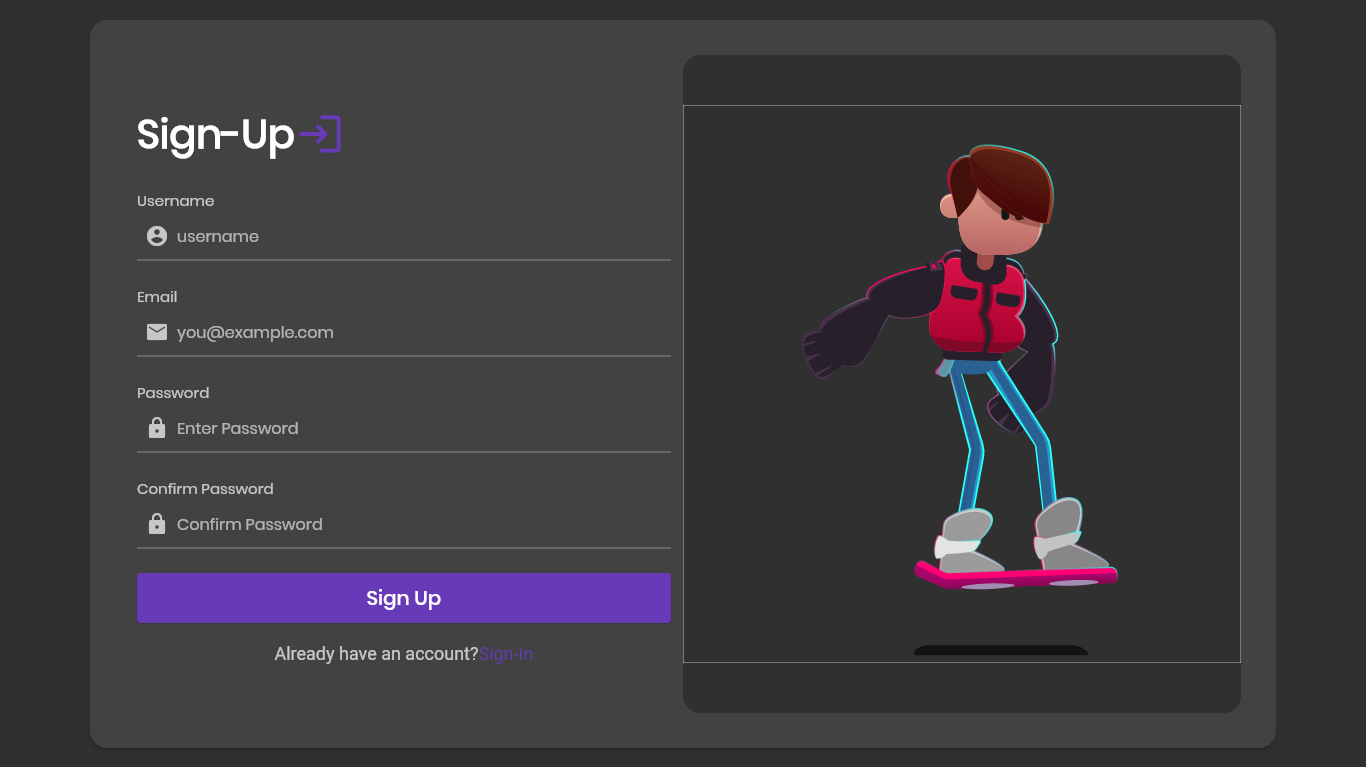 Sign-Up
Username
username
Email
you@example.com
Password
Enter Password
Confirm Password
Confirm Password
Sign Up
Already have an account?Sign-In